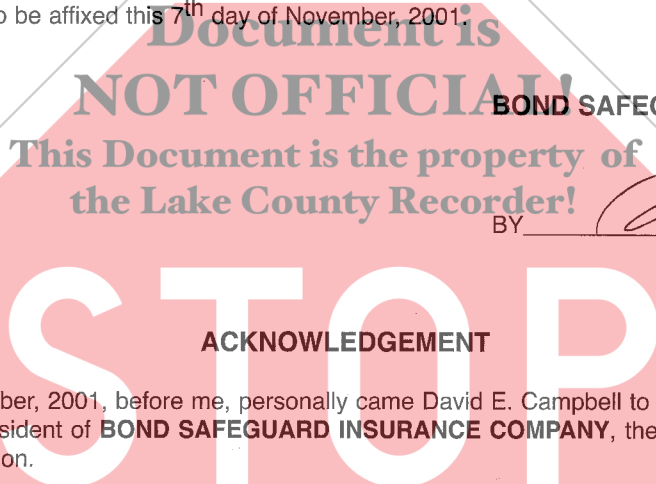 o be affixed this 7th day of November, 2001.
Document is
NOT OFFICIAL!
BOND SAFEG
This Document is the property of
the Lake County Recorder!
BY
STOP
ACKNOWLEDGEMENT
ber, 2001, before me, personally came David E. Campbell to
sident of BOND SAFEGUARD INSURANCE COMPANY, the
on.